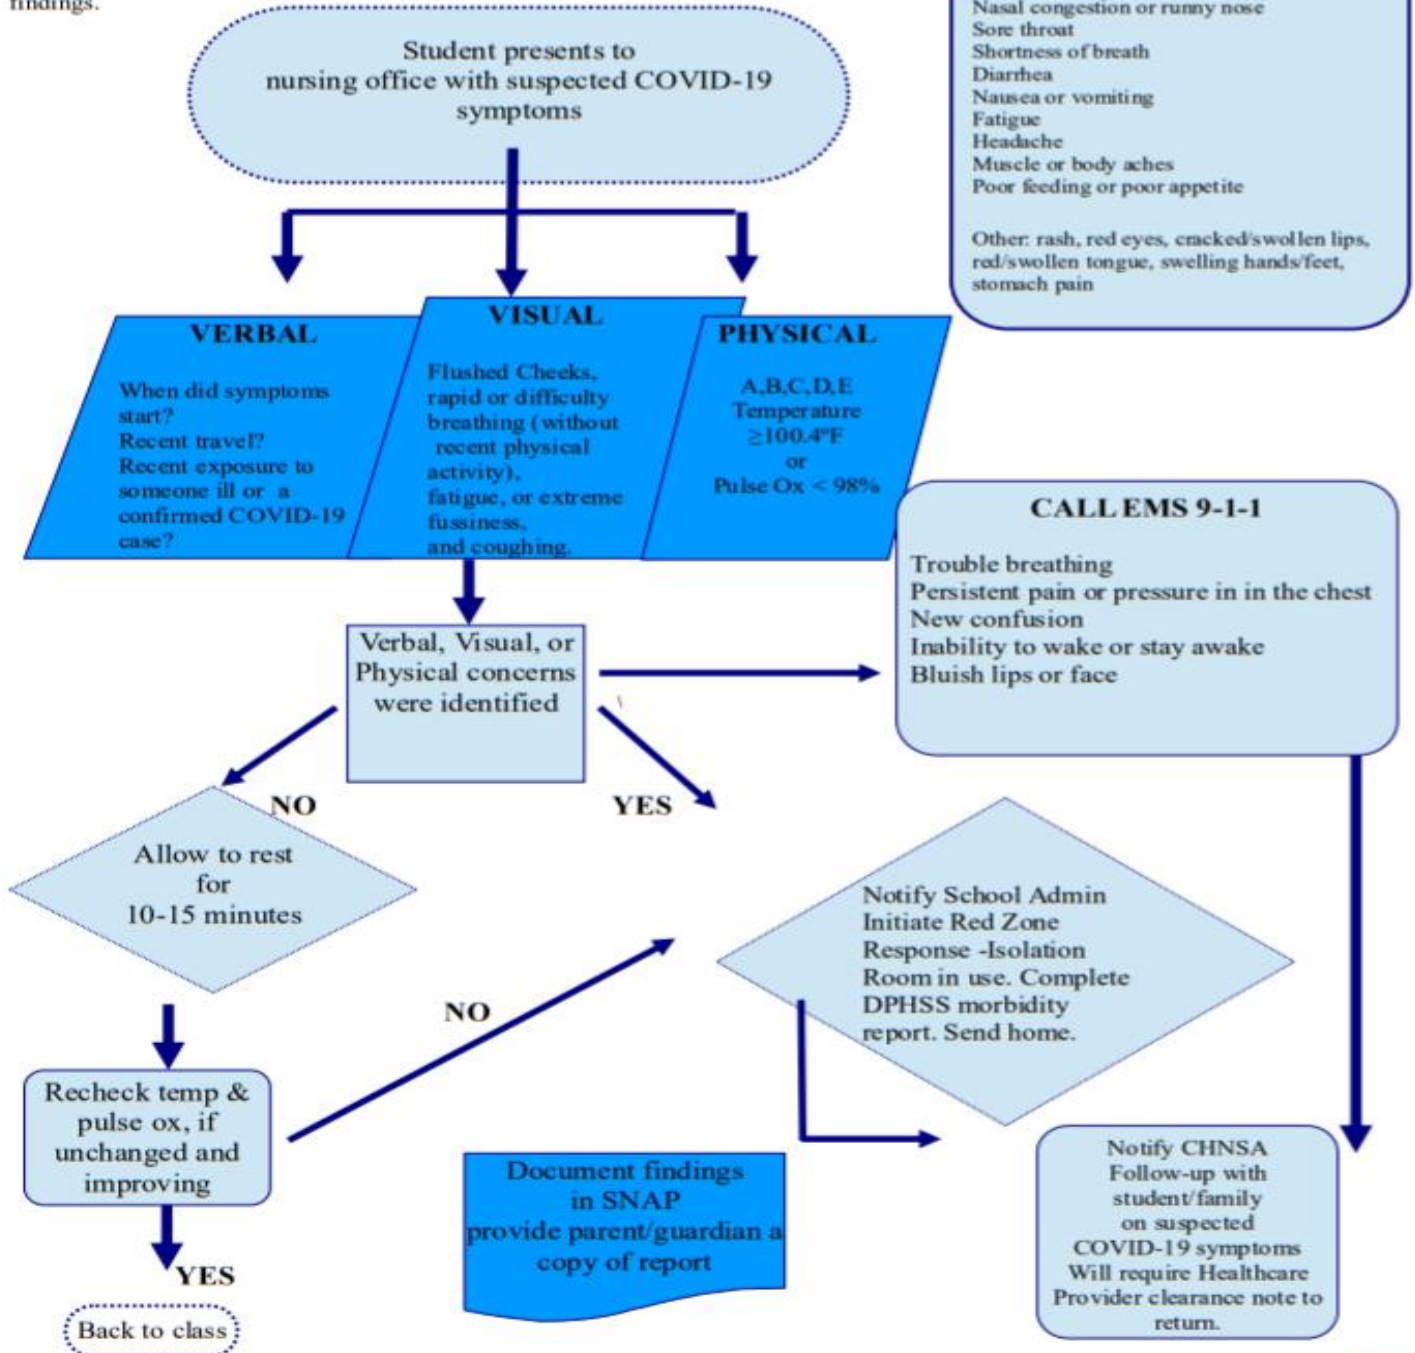 findings.
Nasal congestion or runny nose
Sore throat
Shortness of breath
Diarrhea
Nausea or vomiting
Fatigue
Headache
Muscle or body aches
Poor feeding or poor appetite
Other: rash, red eyes, cracked/swollen lips,
red/swollen tongue, swelling hands/feet,
stomach pain
Student presents to
nursing office with suspected COVID-19
symptoms
VERBAL
When did symptoms
start?
Recent travel?
Recent exposure to
someone ill or a
confirmed COVID-19
case?
VISUAL
Flushed Cheeks,
rapid or difficulty
breathing (without
recent physical
activity),
fatigue, or extreme
fussiness,
and coughing.
PHYSICAL
A,B,C,D,E
Temperature
≥100.4ºF
or
Pulse Ox < 98%
CALL EMS 9-1-1
Trouble breathing
Persistent pain or pressure in in the chest
New confusion
Inability to wake or stay awake
Bluish lips or face
Verbal, Visual, or
Physical concerns
were identified
NO
YES
Allow to rest
for
10-15 minutes
Notify School Admin
Initiate Red Zone
Response -Isolation
Room in use. Complete
DPHSS morbidity
report. Send home.
NO
Recheck temp &
pulse ox, if
unchanged and
improving
YES
Back to class
Document findings
in SNAP
provide parent/guardian a
copy of report
Notify CHNSA
Follow-up with
student/family
on suspected
COVID-19 symptoms
Will require Healthcare
Provider clearance note to
return.